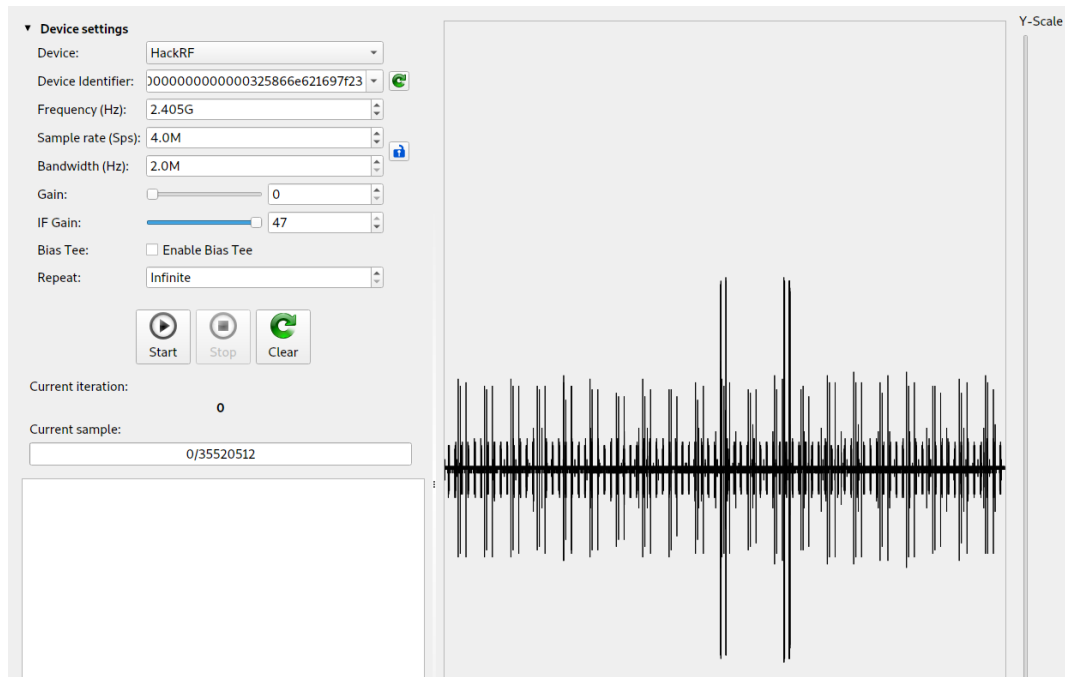 Device settings
Device: HackRF
Device Identifier: 0000000000000325866e621697f23
Frequency (Hz): 2.405G
Sample rate (Sps): 4.0M
Bandwidth (Hz): 2.0M
Gain: 0
IF Gain: 47
Bias Tee: Enable Bias Tee
Repeat: Infinite
Start Stop Clear
Current iteration:
0
Current sample:
0/35520512
Y-Scale